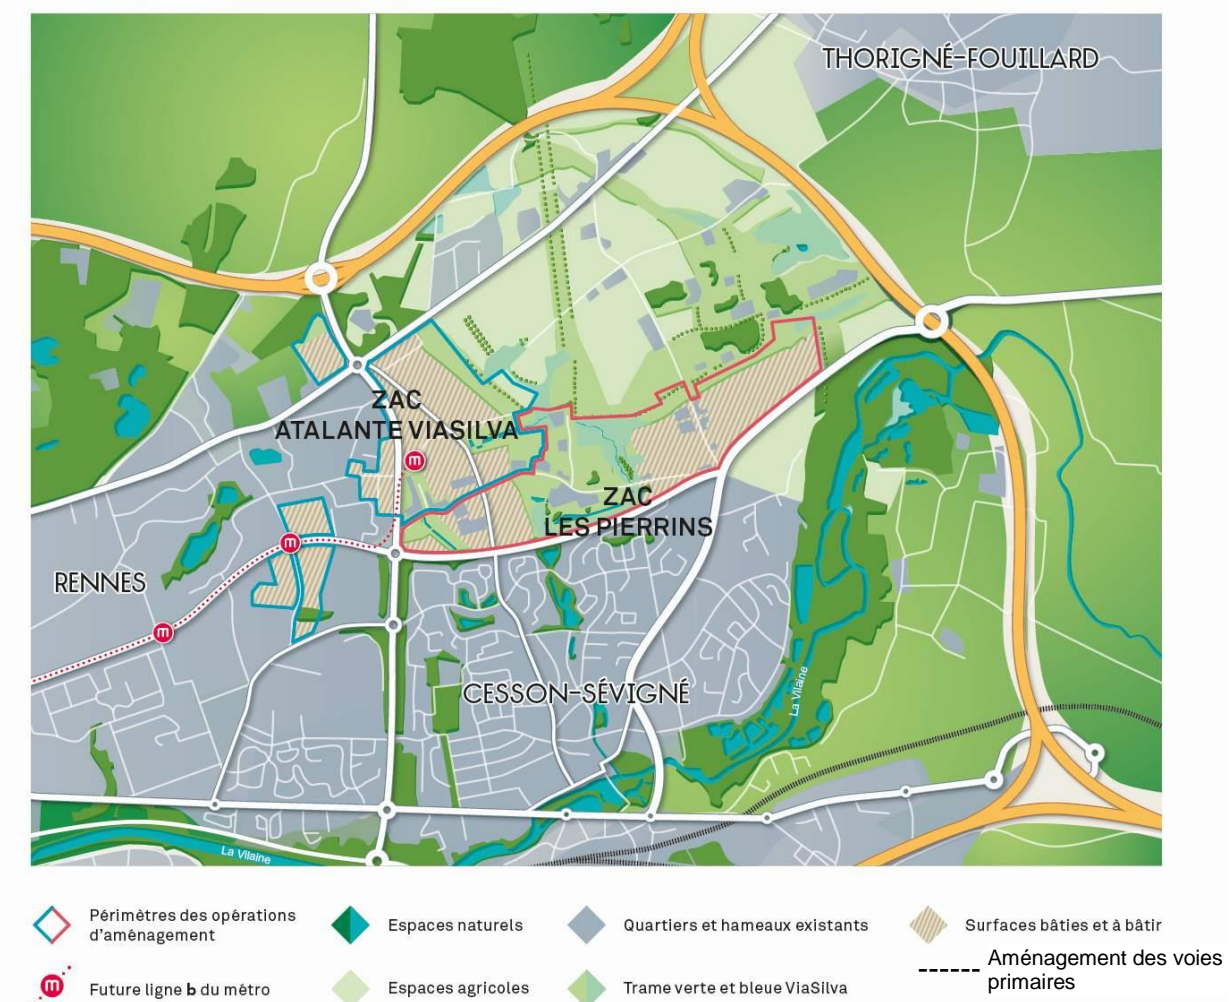 THORIGNÉ-FOUILLARD
ZAC
ATALANTE VIASILVA
m
ZAC
LES PIERRINS
m
RENNES
m
CESSON-SÉVIGNÉ
La Vilaine
La Vilaine
Périmètres des opérations
d'aménagement
Espaces naturels
Quartiers et hameaux existants
Surfaces bâties et à bâtir
m
Future ligne b du métro
Espaces agricoles
Trame verte et bleue ViaSilva
Aménagement des voies
primaires